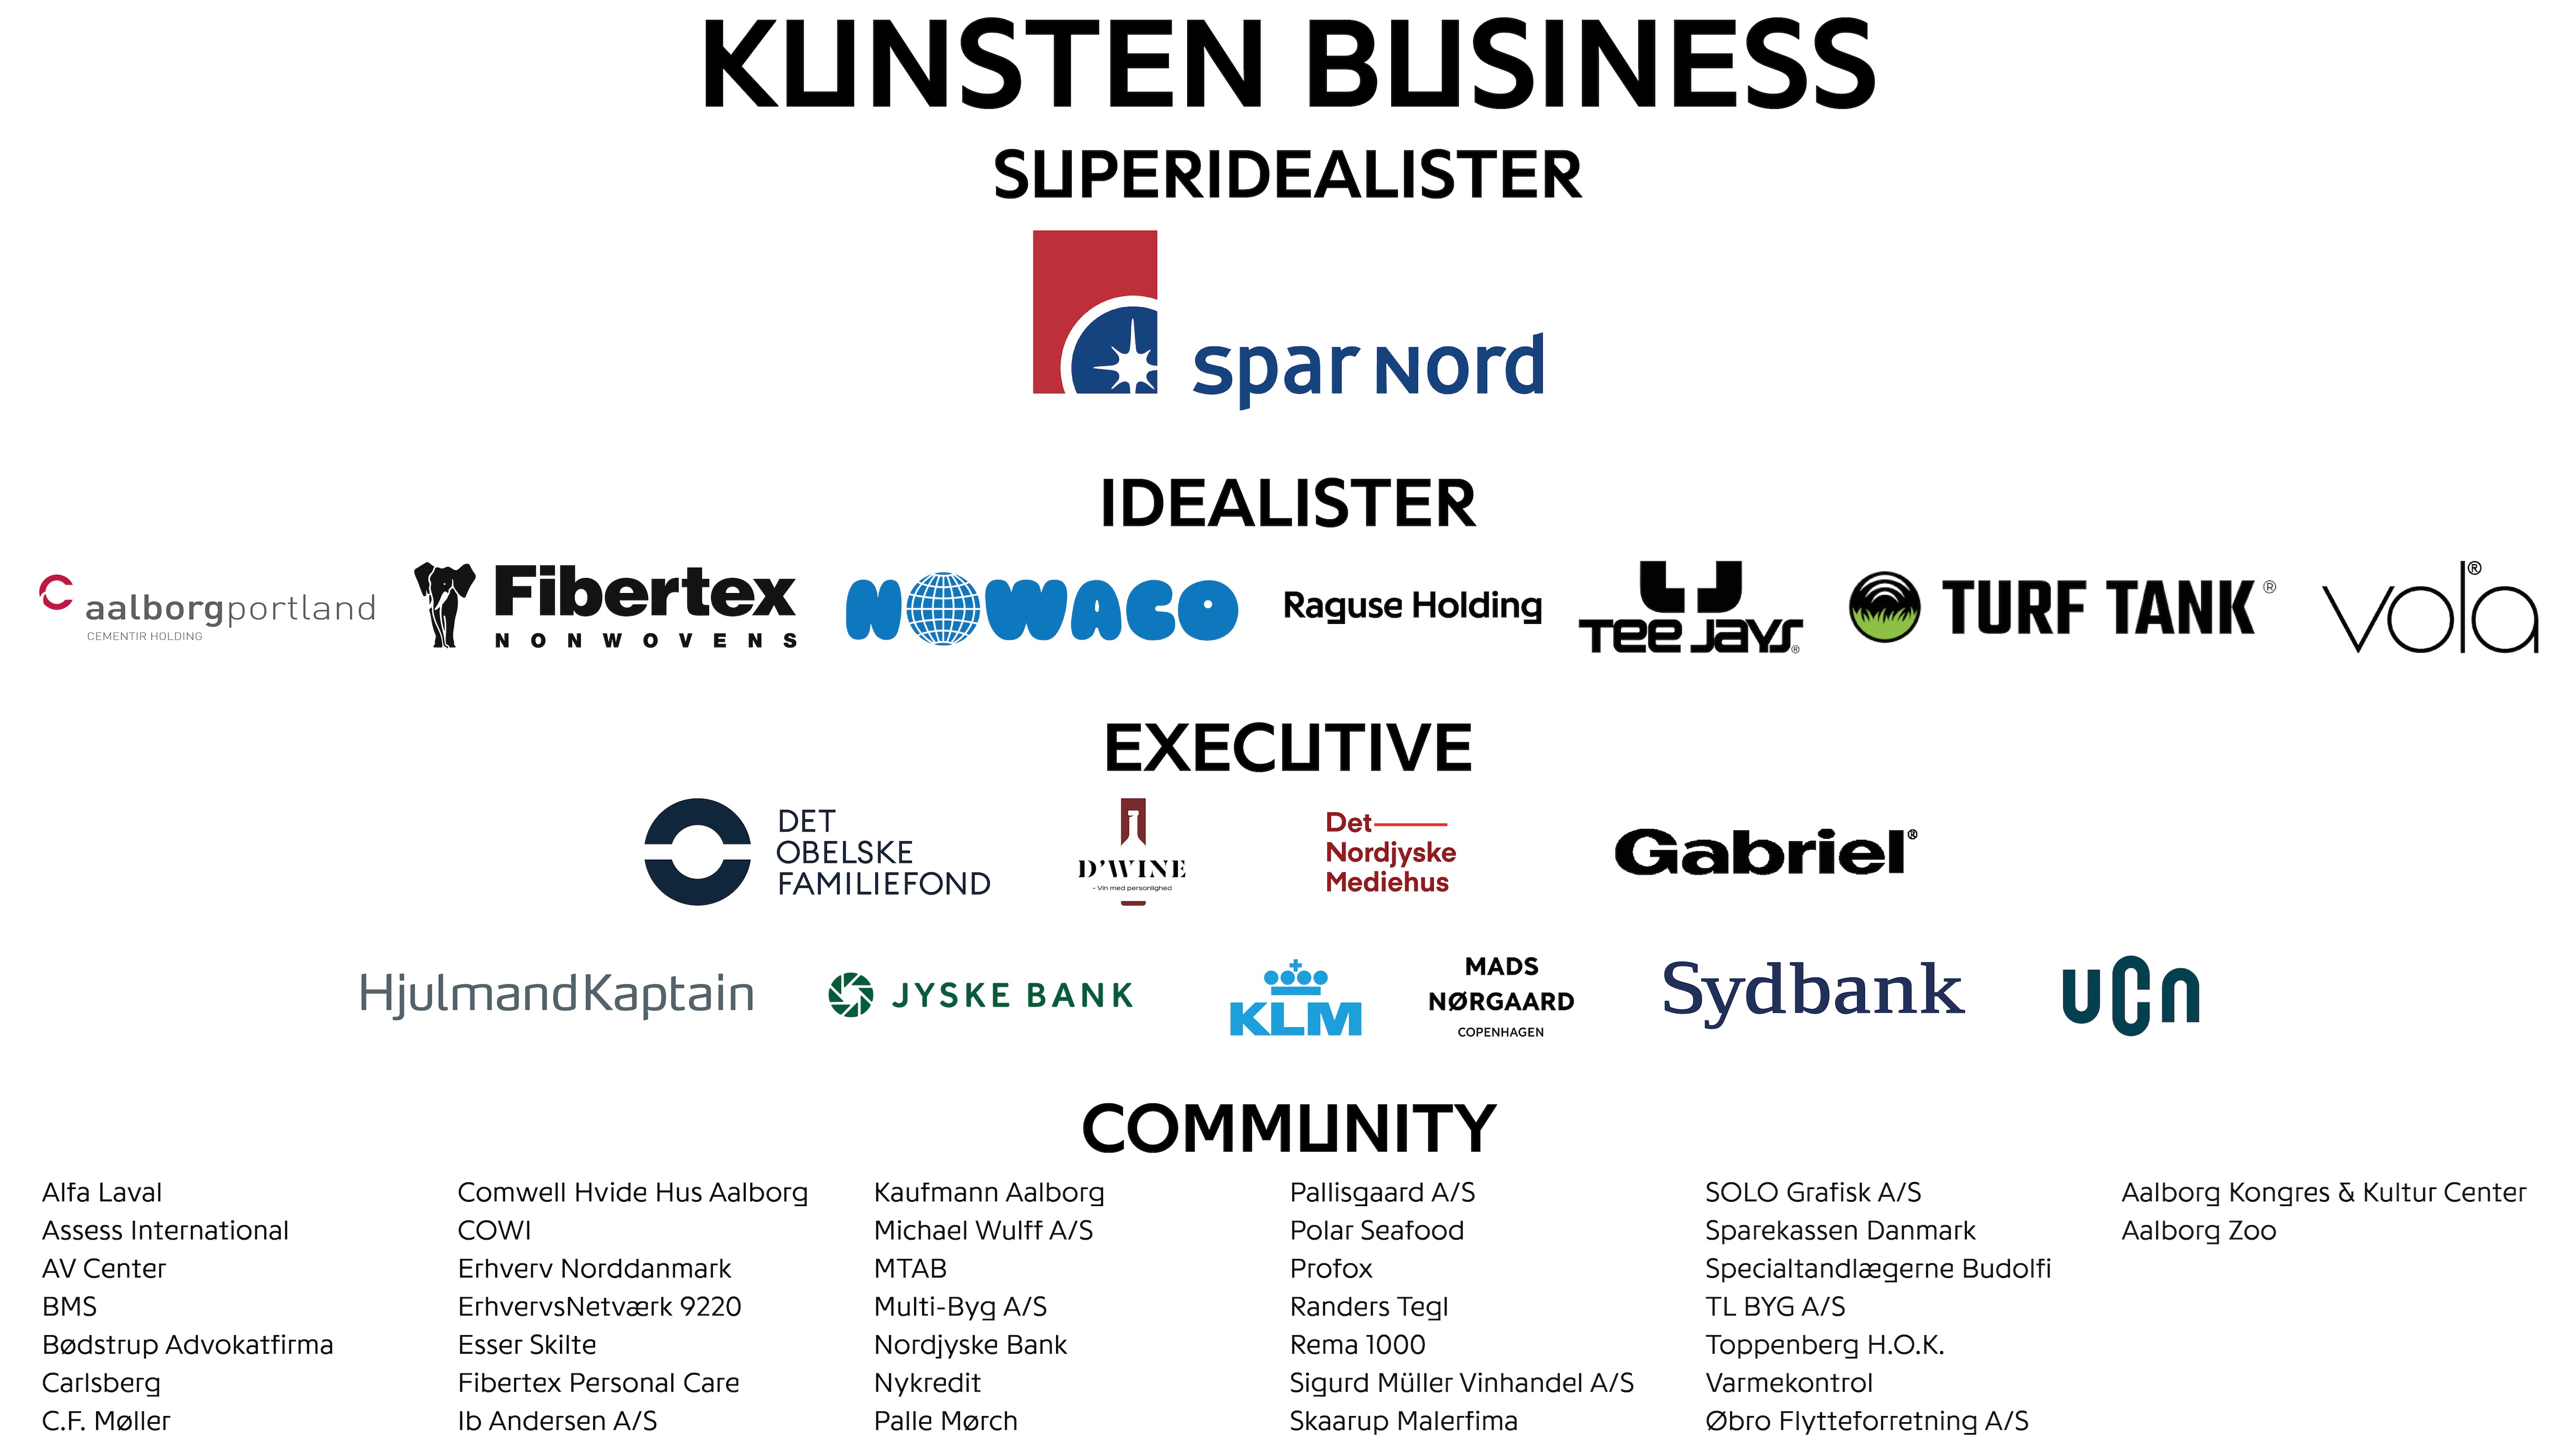 KUNSTEN BUSINESS
SUPERIDEALISTER
spar nord
IDEALISTER
aalborgportland
CEMENTIR HOLDING
Fibertex
NONWOVENS
NOWACO
Raguse Holding
Tee Jays®
TURF TANK®
vola®
EXECUTIVE
DET
OBELSKE
FAMILIEFOND
D'WINE
- Vin med personlighed
Det
Nordjyske
Mediehus
Gabriel®
HjulmandKaptain
JYSKE BANK
KLM
MADS
NØRGAARD
COPENHAGEN
Sydbank
ucn
COMMUNITY
Alfa Laval
Assess International
AV Center
BMS
Bødstrup Advokatfirma
Carlsberg
C.F. Møller
Comwell Hvide Hus Aalborg
COWI
Erhverv Norddanmark
ErhvervsNetværk 9220
Esser Skilte
Fibertex Personal Care
Ib Andersen A/S
Kaufmann Aalborg
Michael Wulff A/S
MTAB
Multi-Byg A/S
Nordjyske Bank
Nykredit
Palle Mørch
Pallisgaard A/S
Polar Seafood
Profox
Randers Tegl
Rema 1000
Sigurd Müller Vinhandel A/S
Skaarup Malerfima
SOLO Grafisk A/S
Sparekassen Danmark
Specialtandlægerne Budolfi
TL BYG A/S
Toppenberg H.O.K.
Varmekontrol
Øbro Flytteforretning A/S
Aalborg Kongres & Kultur Center
Aalborg Zoo